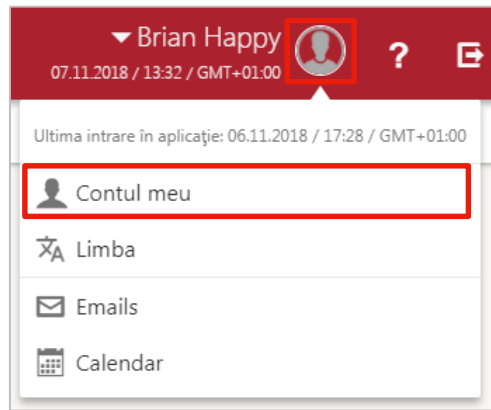 Brian Happy
07.11.2018 / 13:32 / GMT+01:00
?
Ultima intrare în aplicaţie: 06.11.2018 / 17:28 / GMT+01:00
Contul meu
Limba
Emails
Calendar